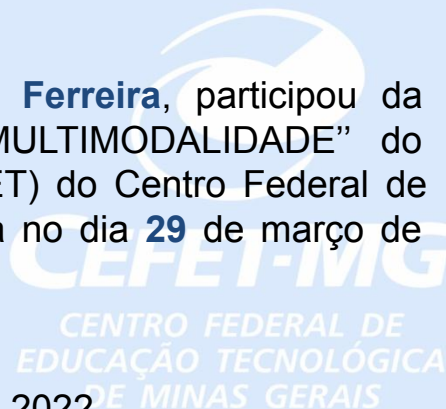 Ferreira, participou da
MULTIMODALIDADE” do
ET) do Centro Federal de
a no dia 29 de março de
CEFET-MG
CENTRO FEDERAL DE
EDUCAÇÃO TECNOLÓGICA
DE MINAS GERAIS
2022